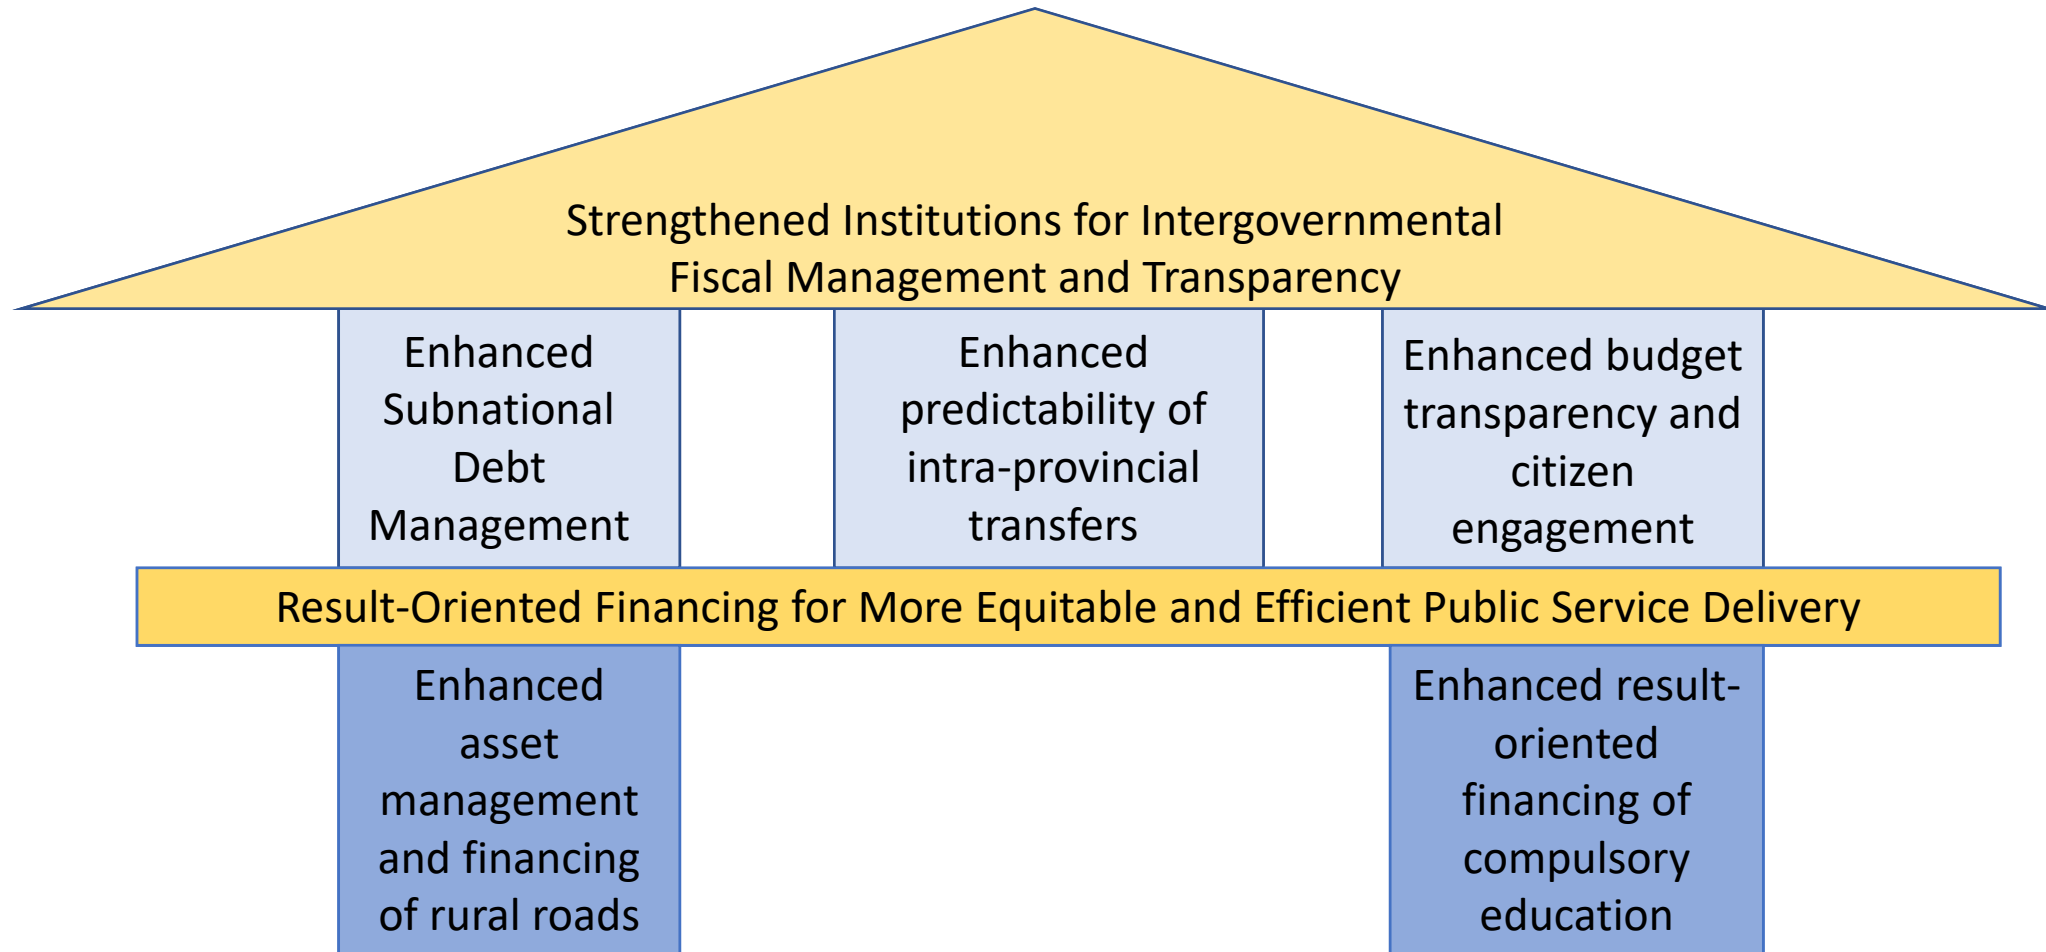 Strengthened Institutions for Intergovernmental
Fiscal Management and Transparency
Enhanced
Subnational
Debt
Management
Enhanced
predictability of
intra-provincial
transfers
Enhanced budget
transparency and
citizen
engagement
Result-Oriented Financing for More Equitable and Efficient Public Service Delivery
Enhanced
asset
management
and financing
of rural roads
Enhanced result-
oriented
financing of
compulsory
education